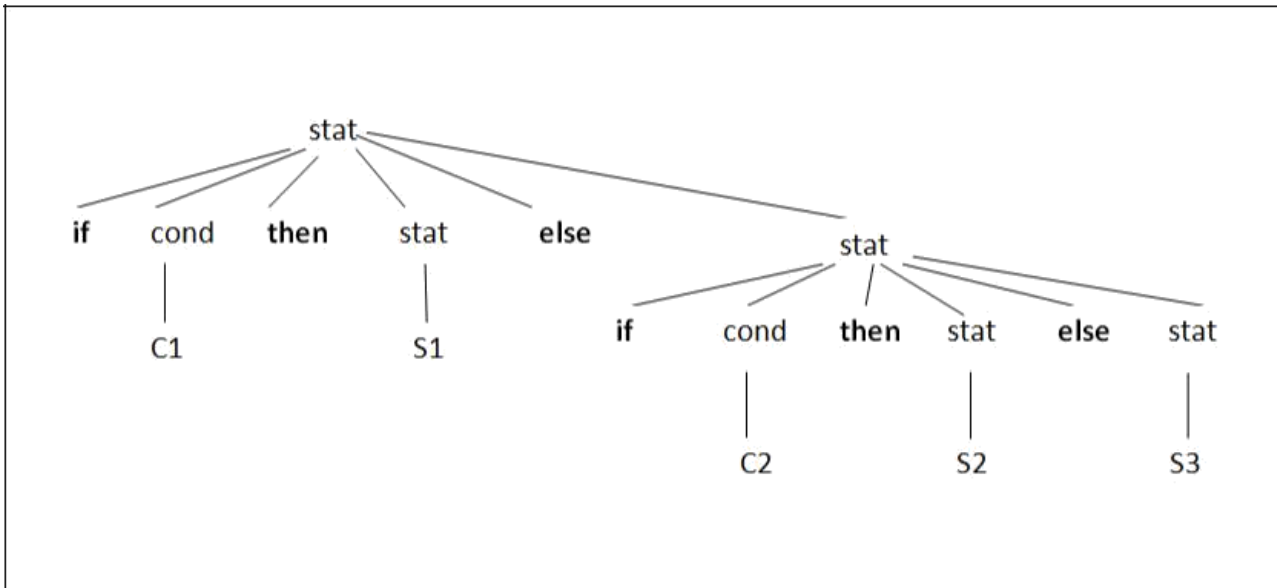 stat
if cond then stat else
stat
C1 S1
if cond then stat else stat
C2 S2 S3